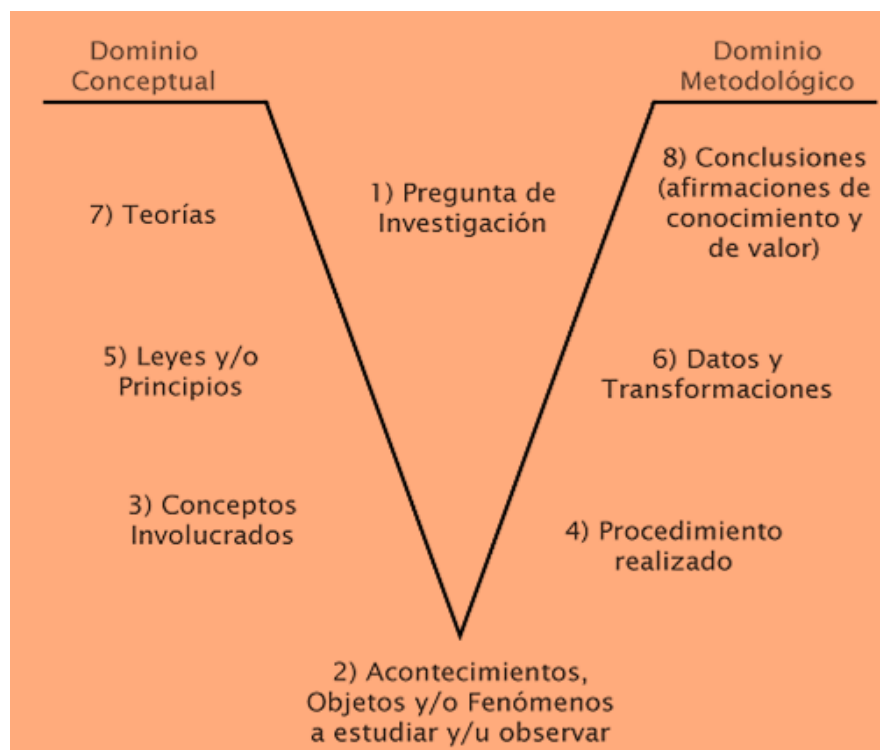 Dominio
Conceptual
Dominio
Metodológico
1) Pregunta de
Investigación
8) Conclusiones
(afirmaciones de
conocimiento y
de valor)
7) Teorías
5) Leyes y/o
Principios
6) Datos y
Transformaciones
3) Conceptos
Involucrados
4) Procedimiento
realizado
2) Acontecimientos,
Objetos y/o Fenómenos
a estudiar y/u observar